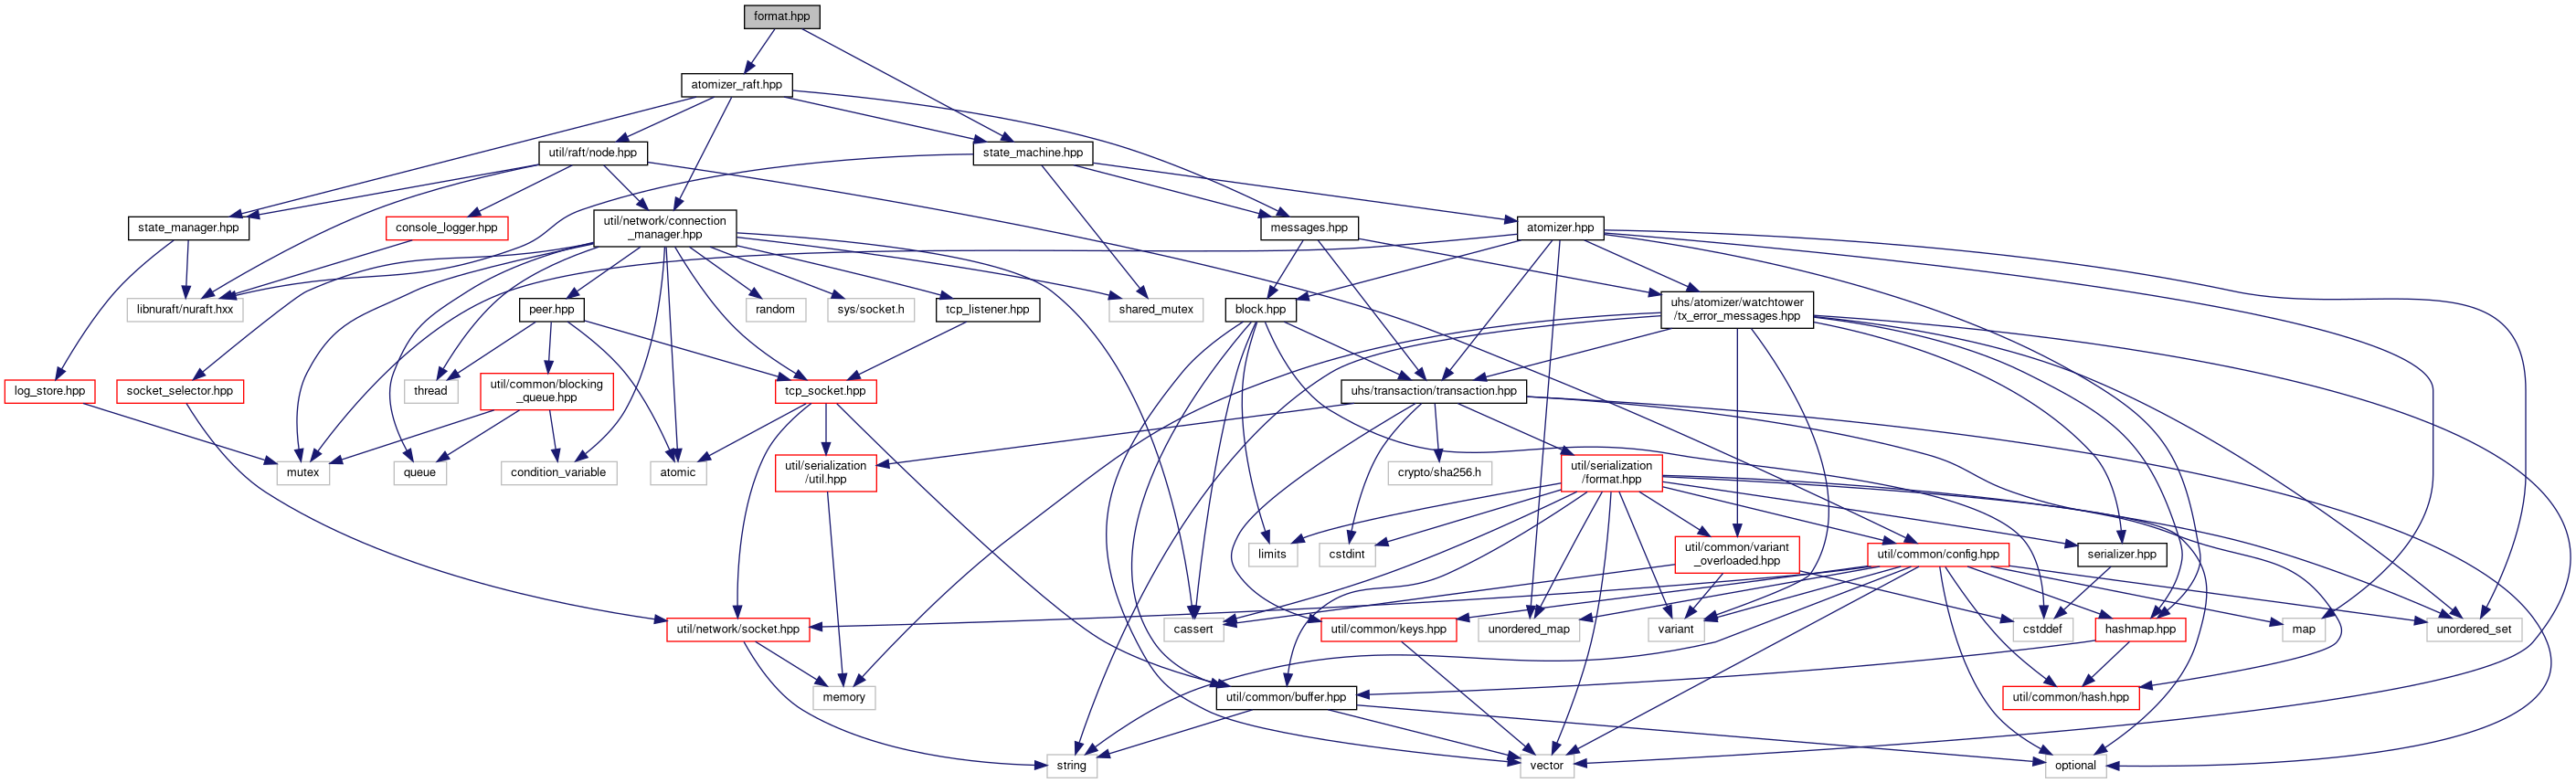 format.hpp
atomizer_raft.hpp
util/raft/node.hpp
state_machine.hpp
state_manager.hpp
console_logger.hpp
util/network/connection
_manager.hpp
messages.hpp
atomizer.hpp
libnuraft/nuraft.hxx
peer.hpp
random
sys/socket.h
tcp_listener.hpp
shared_mutex
block.hpp
uhs/atomizer/watchtower
/tx_error_messages.hpp
log_store.hpp
socket_selector.hpp
thread
util/common/blocking
_queue.hpp
tcp_socket.hpp
uhs/transaction/transaction.hpp
mutex
queue
condition_variable
atomic
util/serialization
/util.hpp
crypto/sha256.h
util/serialization
/format.hpp
limits
cstdint
util/common/variant
_overloaded.hpp
util/common/config.hpp
serializer.hpp
util/network/socket.hpp
cassert
util/common/keys.hpp
unordered_map
variant
cstddef
hashmap.hpp
map
unordered_set
memory
util/common/buffer.hpp
util/common/hash.hpp
string
vector
optional